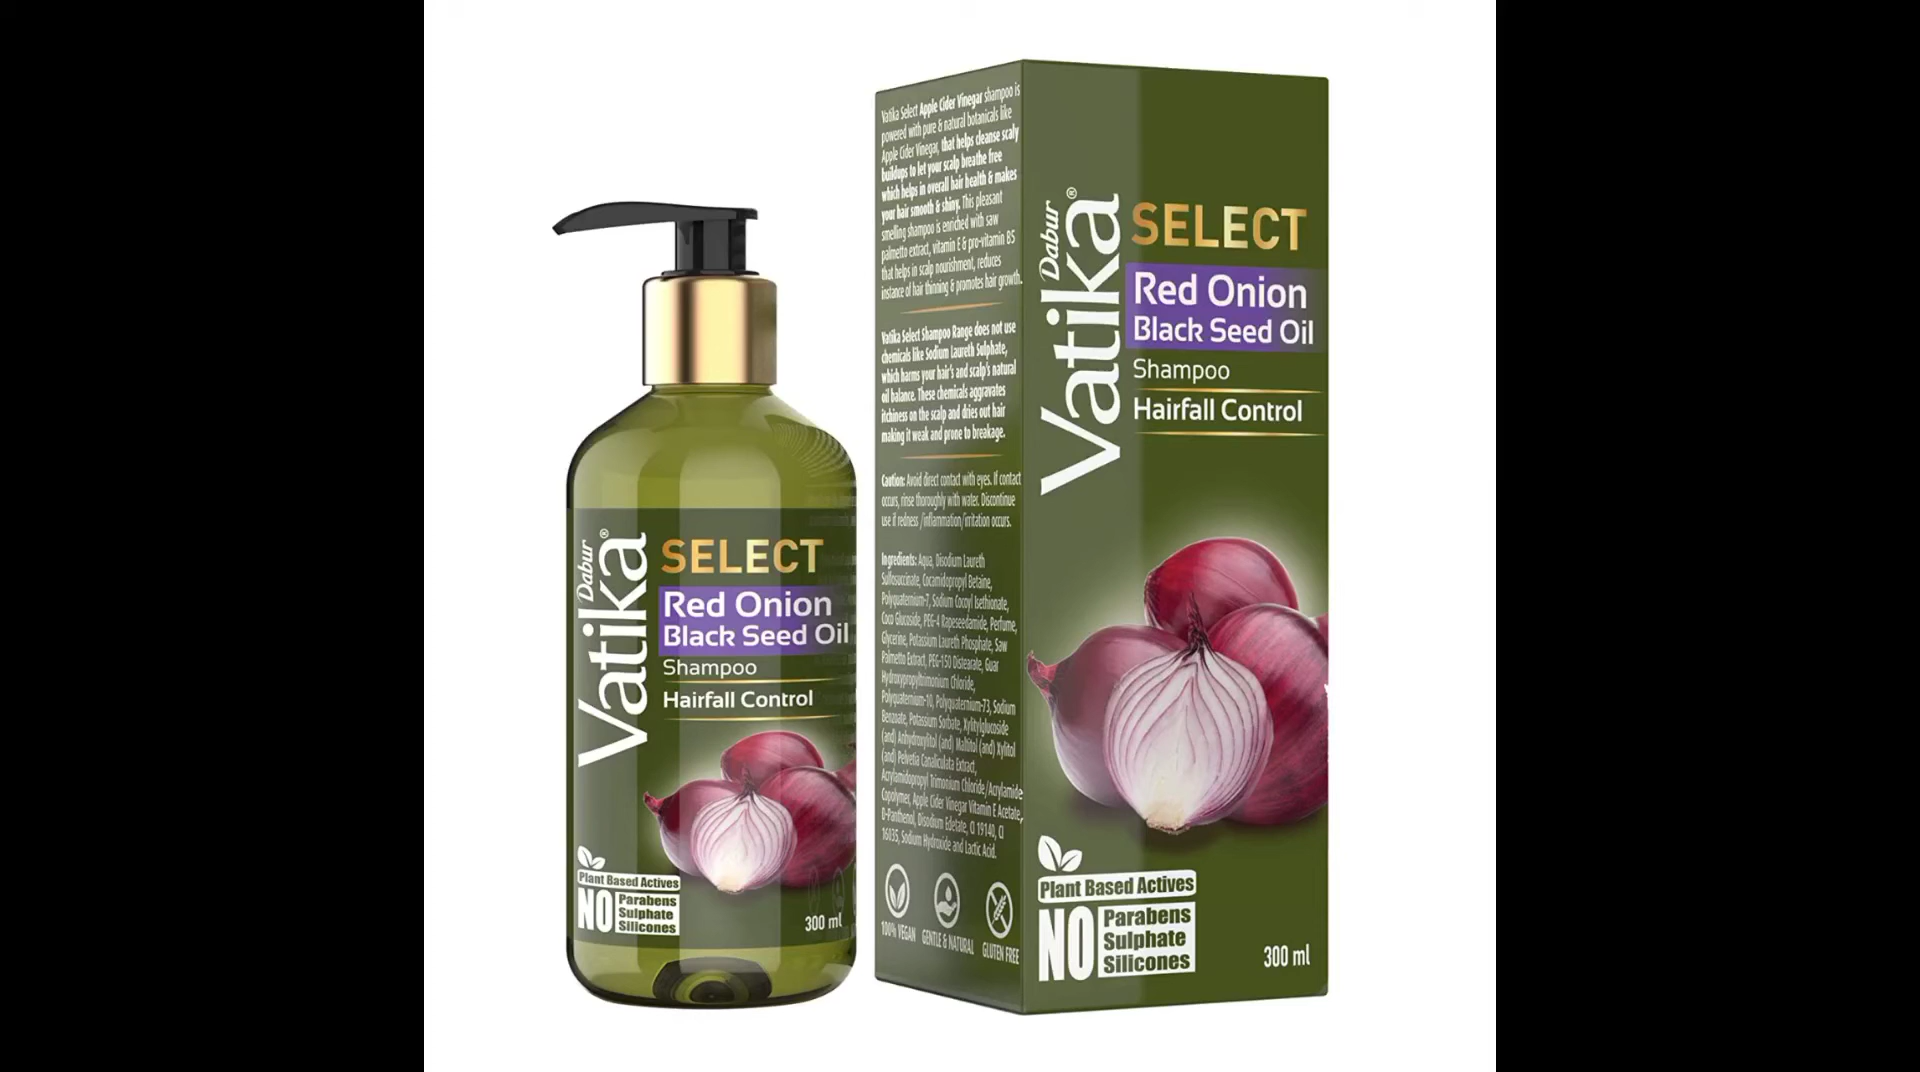 Dabur
Vatika®
SELECT
Red Onion
Black Seed Oil
Shampoo
Hairfall Control
Plant Based Actives
NO Parabens
Sulphate
Silicones
300 ml
Vatika Select Apple Cider Vinegar shampoo is
powered with pure & natural botanicals like
Apple Cider Vinegar, that helps cleanse scaly
buildups to let your scalp breathe free
which helps in overall hair health & makes
your hair smooth & shiny. This pleasant
smelling shampoo is enriched with saw
palmetto extract, vitamin E & pro-vitamin B5
that helps in scalp nourishment, reduces
instance of hair thinning & promotes hair growth.
Vatika Select Shampoo Range does not use
chemicals like Sodium Laureth Sulphate,
which harms your hair's and scalp's natural
oil balance. These chemicals aggravates
itchiness on the scalp and dries out hair
making it weak and prone to breakage.
Caution: Avoid direct contact with eyes. If contact
occurs, rinse thoroughly with water. Discontinue
use if redness /inflammation/irritation occurs.
Ingredients: Aqua, Disodium Laureth
Sulfosuccinate, Cocamidopropyl Betaine,
Polyquaternium-7, Sodium Cocoyl Isethionate,
Coco Glucoside, PEG-4 Rapeseedamide, Perfume,
Glycerine, Potassium Laureth Phosphate, Saw
Palmetto Extract, PEG-150 Distearate, Guar
Hydroxypropyltrimonium Chloride,
Polyquaternium-10, Polyquaternium-73, Sodium
Benzoate, Potassium Sorbate, Xylitylglucoside
(and) Anhydroxylitol (and) Maltitol (and) Xylitol
(and) Pelvetia Canaliculata Extract,
Acrylamidopropyl Trimonium Chloride/Acrylamide
Copolymer, Apple Cider Vinegar Vitamin E Acetate,
D-Panthenol, Disodium Edetate, CI 19140, CI
16035, Sodium Hydroxide and Lactic Acid.
100% VEGAN
GENTLE & NATURAL
GLUTEN FREE
Dabur
Vatika®
SELECT
Red Onion
Black Seed Oil
Shampoo
Hairfall Control
Plant Based Actives
NO Parabens
Sulphate
Silicones
300 ml